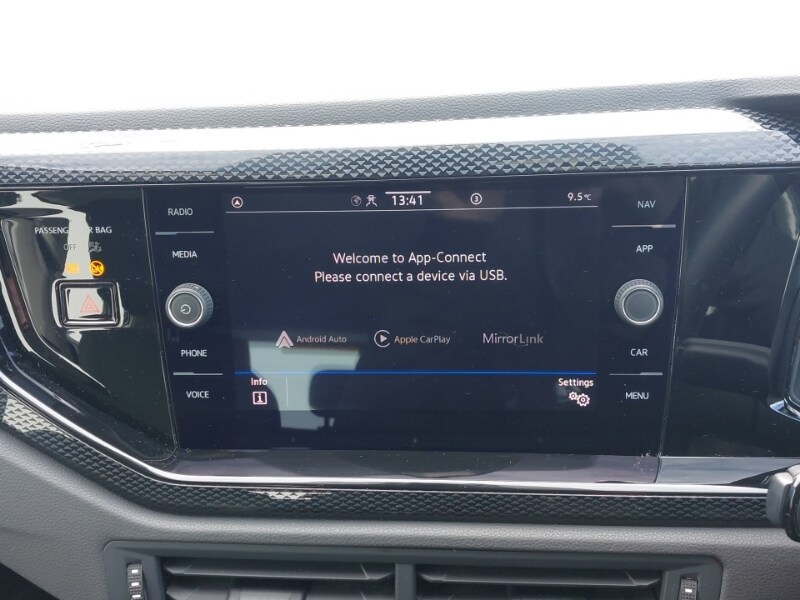 RADIO
MEDIA
PHONE
VOICE
PASSENGER AIR BAG
OFF
13:41
3
9.5°C
Welcome to App-Connect
Please connect a device via USB.
Android Auto
Apple CarPlay
MirrorLink
Info
Settings
NAV
APP
CAR
MENU